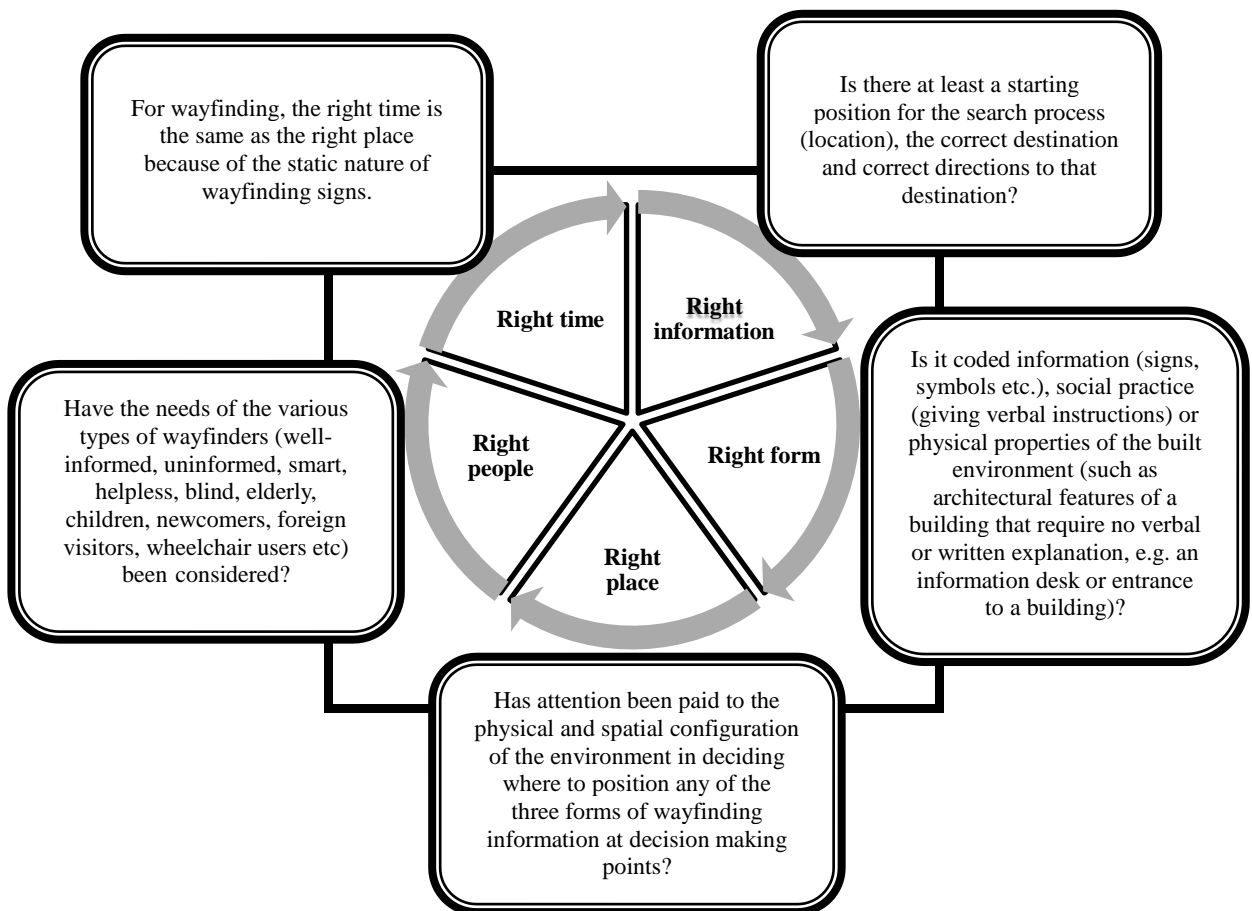 For wayfinding, the right time is
the same as the right place
because of the static nature of
wayfinding signs.
Is there at least a starting
position for the search process
(location), the correct destination
and correct directions to that
destination?
Right time
Right
information
Right
people
Right form
Right
place
Have the needs of the various
types of wayfinders (well-
informed, uninformed, smart,
helpless, blind, elderly,
children, newcomers, foreign
visitors, wheelchair users etc)
been considered?
Is it coded information (signs,
symbols etc.), social practice
(giving verbal instructions) or
physical properties of the built
environment (such as
architectural features of a
building that require no verbal
or written explanation, e.g. an
information desk or entrance
to a building)?
Has attention been paid to the
physical and spatial configuration
of the environment in deciding
where to position any of the
three forms of wayfinding
information at decision making
points?